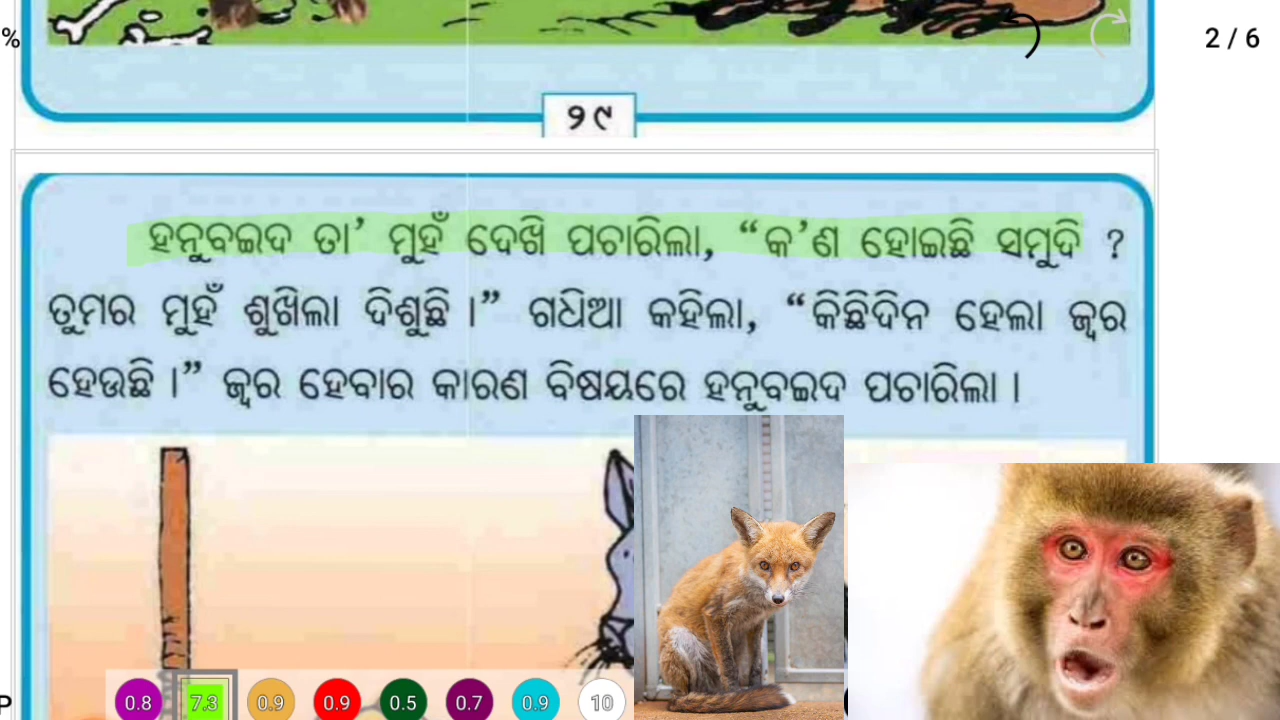 %
2 / 6
୨୯
ହନୁବଇଦ ତା’ ମୁହଁ ଦେଖି ପଚାରିଲା, “କ’ଣ ହୋଇଛି ସମୁଦି ?
ତୁମର ମୁହଁ ଶୁଖିଲା ଦିଶୁଛି ।” ଗଧିଆ କହିଲା, “କିଛିଦିନ ହେଲା ଜ୍ୱର
ହେଉଛି ।” ଜ୍ୱର ହେବାର କାରଣ ବିଷୟରେ ହନୁବଇଦ ପଚାରିଲା ।
P 0.8 7.3 0.9 0.9 0.5 0.7 0.9 10